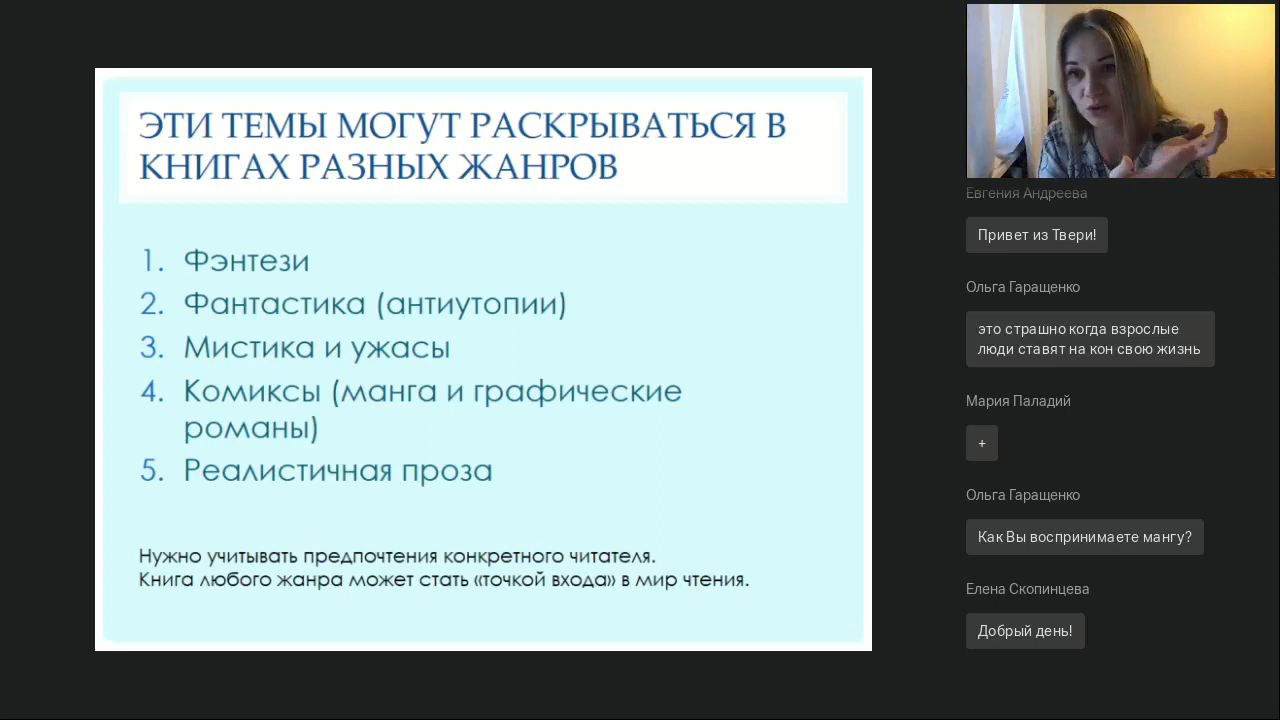 ЭТИ ТЕМЫ МОГУТ РАСКРЫВАТЬСЯ В
КНИГАХ РАЗНЫХ ЖАНРОВ
1. Фэнтези
2. Фантастика (антиутопии)
3. Мистика и ужасы
4. Комиксы (манга и графические
романы)
5. Реалистичная проза
Нужно учитывать предпочтения конкретного читателя.
Книга любого жанра может стать «точкой входа» в мир чтения.
Евгения Андреева
Привет из Твери!
Ольга Гаращенко
это страшно когда взрослые
люди ставят на кон свою жизнь
Мария Паладий
+
Ольга Гаращенко
Как Вы воспринимаете мангу?
Елена Скопинцева
Добрый день!